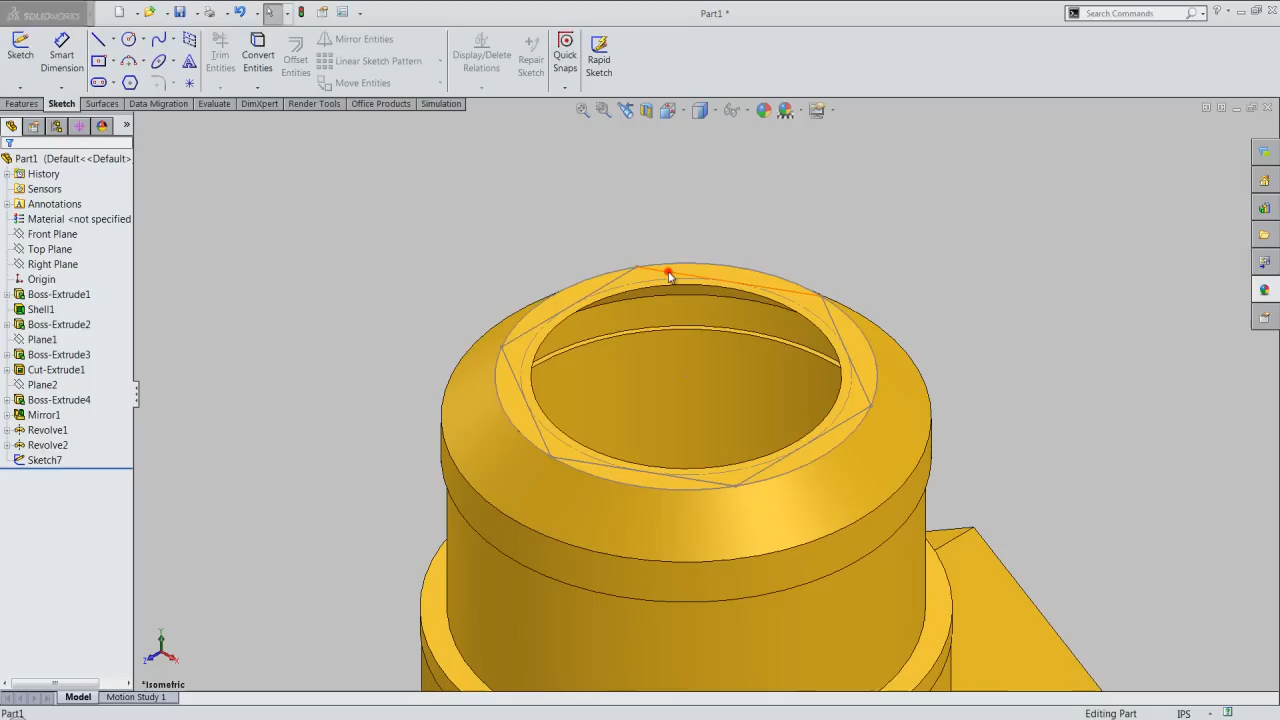 SOLIDWORKS
Part1 *
Search Commands
Sketch
Smart Dimension
Trim Entities
Convert Entities
Offset Entities
Mirror Entities
Linear Sketch Pattern
Move Entities
Display/Delete Relations
Repair Sketch
Quick Snaps
Rapid Sketch
Features
Sketch
Surfaces
Data Migration
Evaluate
DimXpert
Render Tools
Office Products
Simulation
Part1 (Default<<Default>
History
Sensors
Annotations
Material <not specified
Front Plane
Top Plane
Right Plane
Origin
Boss-Extrude1
Shell1
Boss-Extrude2
Plane1
Boss-Extrude3
Cut-Extrude1
Plane2
Boss-Extrude4
Mirror1
Revolve1
Revolve2
Sketch7
Y
Z
X
*Isometric
Model
Motion Study 1
Part1
Editing Part
IPS